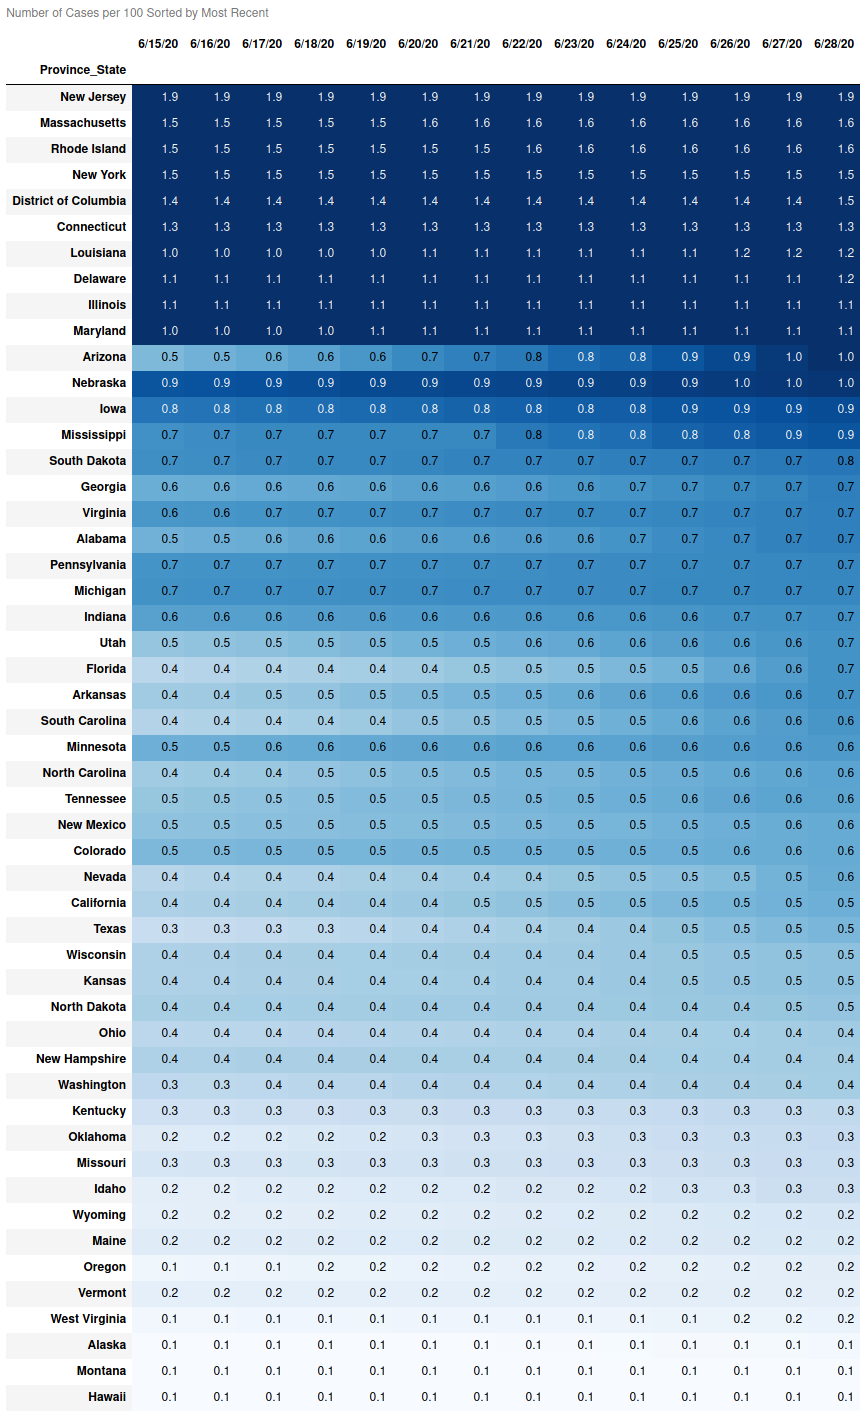 Number of Cases per 100 Sorted by Most Recent
6/15/20 6/16/20 6/17/20 6/18/20 6/19/20 6/20/20 6/21/20 6/22/20 6/23/20 6/24/20 6/25/20 6/26/20 6/27/20 6/28/20
Province_State
New Jersey 1.9 1.9 1.9 1.9 1.9 1.9 1.9 1.9 1.9 1.9 1.9 1.9 1.9 1.9
Massachusetts 1.5 1.5 1.5 1.5 1.5 1.6 1.6 1.6 1.6 1.6 1.6 1.6 1.6 1.6
Rhode Island 1.5 1.5 1.5 1.5 1.5 1.5 1.5 1.6 1.6 1.6 1.6 1.6 1.6 1.6
New York 1.5 1.5 1.5 1.5 1.5 1.5 1.5 1.5 1.5 1.5 1.5 1.5 1.5 1.5
District of Columbia 1.4 1.4 1.4 1.4 1.4 1.4 1.4 1.4 1.4 1.4 1.4 1.4 1.4 1.5
Connecticut 1.3 1.3 1.3 1.3 1.3 1.3 1.3 1.3 1.3 1.3 1.3 1.3 1.3 1.3
Louisiana 1.0 1.0 1.0 1.0 1.0 1.1 1.1 1.1 1.1 1.1 1.1 1.2 1.2 1.2
Delaware 1.1 1.1 1.1 1.1 1.1 1.1 1.1 1.1 1.1 1.1 1.1 1.1 1.1 1.2
Illinois 1.1 1.1 1.1 1.1 1.1 1.1 1.1 1.1 1.1 1.1 1.1 1.1 1.1 1.1
Maryland 1.0 1.0 1.0 1.0 1.1 1.1 1.1 1.1 1.1 1.1 1.1 1.1 1.1 1.1
Arizona 0.5 0.5 0.6 0.6 0.6 0.7 0.7 0.8 0.8 0.8 0.9 0.9 1.0 1.0
Nebraska 0.9 0.9 0.9 0.9 0.9 0.9 0.9 0.9 0.9 0.9 0.9 1.0 1.0 1.0
Iowa 0.8 0.8 0.8 0.8 0.8 0.8 0.8 0.8 0.8 0.8 0.9 0.9 0.9 0.9
Mississippi 0.7 0.7 0.7 0.7 0.7 0.7 0.7 0.8 0.8 0.8 0.8 0.8 0.9 0.9
South Dakota 0.7 0.7 0.7 0.7 0.7 0.7 0.7 0.7 0.7 0.7 0.7 0.7 0.7 0.8
Georgia 0.6 0.6 0.6 0.6 0.6 0.6 0.6 0.6 0.6 0.7 0.7 0.7 0.7 0.7
Virginia 0.6 0.6 0.7 0.7 0.7 0.7 0.7 0.7 0.7 0.7 0.7 0.7 0.7 0.7
Alabama 0.5 0.5 0.6 0.6 0.6 0.6 0.6 0.6 0.6 0.7 0.7 0.7 0.7 0.7
Pennsylvania 0.7 0.7 0.7 0.7 0.7 0.7 0.7 0.7 0.7 0.7 0.7 0.7 0.7 0.7
Michigan 0.7 0.7 0.7 0.7 0.7 0.7 0.7 0.7 0.7 0.7 0.7 0.7 0.7 0.7
Indiana 0.6 0.6 0.6 0.6 0.6 0.6 0.6 0.6 0.6 0.6 0.6 0.7 0.7 0.7
Utah 0.5 0.5 0.5 0.5 0.5 0.5 0.5 0.6 0.6 0.6 0.6 0.6 0.6 0.7
Florida 0.4 0.4 0.4 0.4 0.4 0.4 0.5 0.5 0.5 0.5 0.5 0.6 0.6 0.7
Arkansas 0.4 0.4 0.5 0.5 0.5 0.5 0.5 0.5 0.6 0.6 0.6 0.6 0.6 0.7
South Carolina 0.4 0.4 0.4 0.4 0.4 0.5 0.5 0.5 0.5 0.5 0.6 0.6 0.6 0.6
Minnesota 0.5 0.5 0.6 0.6 0.6 0.6 0.6 0.6 0.6 0.6 0.6 0.6 0.6 0.6
North Carolina 0.4 0.4 0.4 0.5 0.5 0.5 0.5 0.5 0.5 0.5 0.5 0.6 0.6 0.6
Tennessee 0.5 0.5 0.5 0.5 0.5 0.5 0.5 0.5 0.5 0.5 0.6 0.6 0.6 0.6
New Mexico 0.5 0.5 0.5 0.5 0.5 0.5 0.5 0.5 0.5 0.5 0.5 0.5 0.6 0.6
Colorado 0.5 0.5 0.5 0.5 0.5 0.5 0.5 0.5 0.5 0.5 0.5 0.6 0.6 0.6
Nevada 0.4 0.4 0.4 0.4 0.4 0.4 0.4 0.4 0.5 0.5 0.5 0.5 0.5 0.6
California 0.4 0.4 0.4 0.4 0.4 0.4 0.5 0.5 0.5 0.5 0.5 0.5 0.5 0.5
Texas 0.3 0.3 0.3 0.3 0.4 0.4 0.4 0.4 0.4 0.4 0.5 0.5 0.5 0.5
Wisconsin 0.4 0.4 0.4 0.4 0.4 0.4 0.4 0.4 0.4 0.4 0.5 0.5 0.5 0.5
Kansas 0.4 0.4 0.4 0.4 0.4 0.4 0.4 0.4 0.4 0.4 0.5 0.5 0.5 0.5
North Dakota 0.4 0.4 0.4 0.4 0.4 0.4 0.4 0.4 0.4 0.4 0.4 0.4 0.5 0.5
Ohio 0.4 0.4 0.4 0.4 0.4 0.4 0.4 0.4 0.4 0.4 0.4 0.4 0.4 0.4
New Hampshire 0.4 0.4 0.4 0.4 0.4 0.4 0.4 0.4 0.4 0.4 0.4 0.4 0.4 0.4
Washington 0.3 0.3 0.4 0.4 0.4 0.4 0.4 0.4 0.4 0.4 0.4 0.4 0.4 0.4
Kentucky 0.3 0.3 0.3 0.3 0.3 0.3 0.3 0.3 0.3 0.3 0.3 0.3 0.3 0.3
Oklahoma 0.2 0.2 0.2 0.2 0.2 0.3 0.3 0.3 0.3 0.3 0.3 0.3 0.3 0.3
Missouri 0.3 0.3 0.3 0.3 0.3 0.3 0.3 0.3 0.3 0.3 0.3 0.3 0.3 0.3
Idaho 0.2 0.2 0.2 0.2 0.2 0.2 0.2 0.2 0.2 0.2 0.3 0.3 0.3 0.3
Wyoming 0.2 0.2 0.2 0.2 0.2 0.2 0.2 0.2 0.2 0.2 0.2 0.2 0.2 0.2
Maine 0.2 0.2 0.2 0.2 0.2 0.2 0.2 0.2 0.2 0.2 0.2 0.2 0.2 0.2
Oregon 0.1 0.1 0.1 0.2 0.2 0.2 0.2 0.2 0.2 0.2 0.2 0.2 0.2 0.2
Vermont 0.2 0.2 0.2 0.2 0.2 0.2 0.2 0.2 0.2 0.2 0.2 0.2 0.2 0.2
West Virginia 0.1 0.1 0.1 0.1 0.1 0.1 0.1 0.1 0.1 0.1 0.1 0.2 0.2 0.2
Alaska 0.1 0.1 0.1 0.1 0.1 0.1 0.1 0.1 0.1 0.1 0.1 0.1 0.1 0.1
Montana 0.1 0.1 0.1 0.1 0.1 0.1 0.1 0.1 0.1 0.1 0.1 0.1 0.1 0.1
Hawaii 0.1 0.1 0.1 0.1 0.1 0.1 0.1 0.1 0.1 0.1 0.1 0.1 0.1 0.1